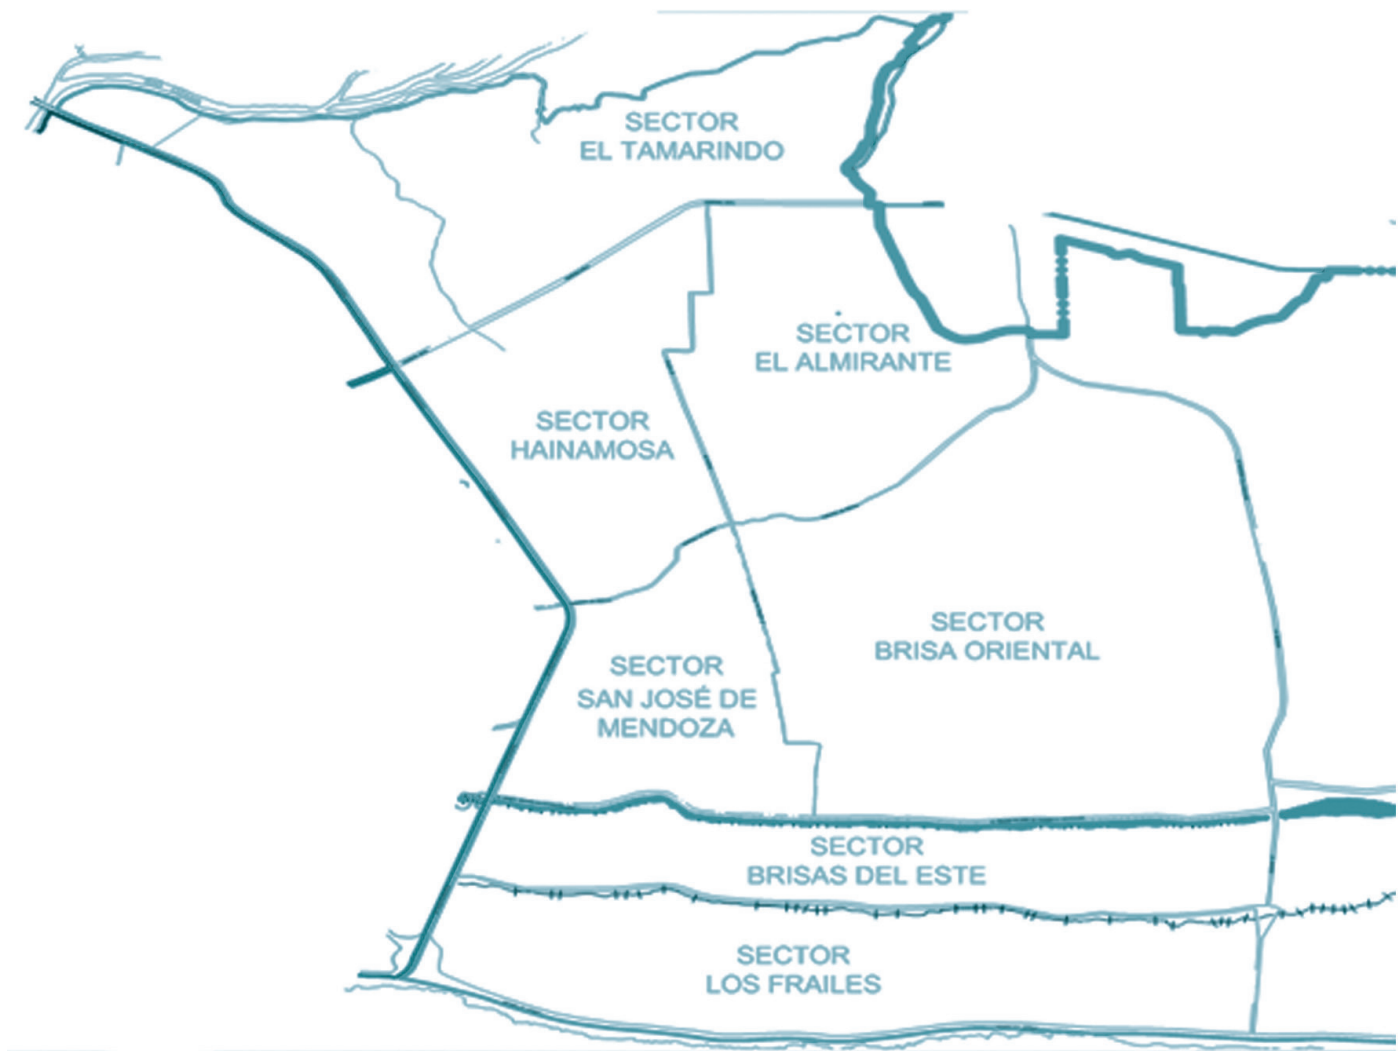 SECTOR
EL TAMARINDO
SECTOR
EL ALMIRANTE
SECTOR
HAINAMOSA
SECTOR
BRISA ORIENTAL
SECTOR
SAN JOSÉ DE
MENDOZA
SECTOR
BRISAS DEL ESTE
SECTOR
LOS FRAILES